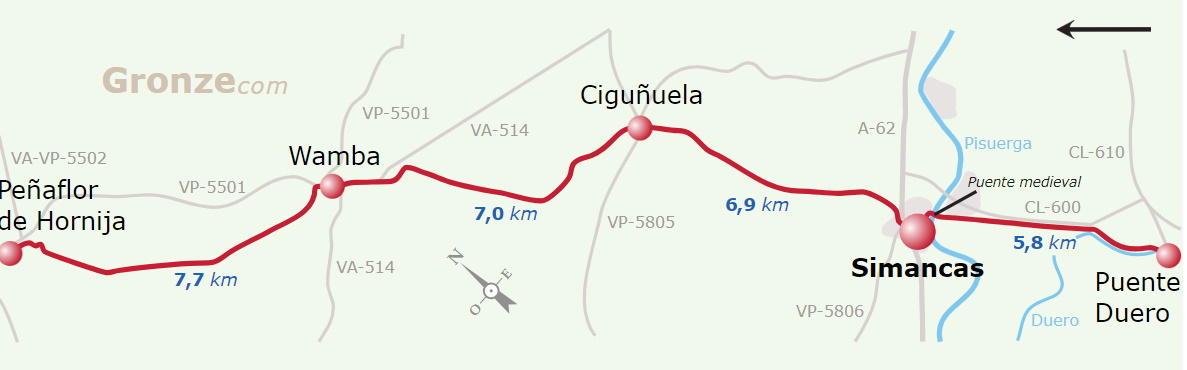 Gronze.com
VP-5501
VA-514
Ciguñuela
A-62
Pisuerga
CL-610
VA-VP-5502
VP-5501
Wamba
Puente medieval
Peñaflor
de Hornija
7,0 km
VP-5805
6,9 km
CL-600
5,8 km
7,7 km
VA-514
N
E
O
Simancas
VP-5806
Duero
Puente
Duero